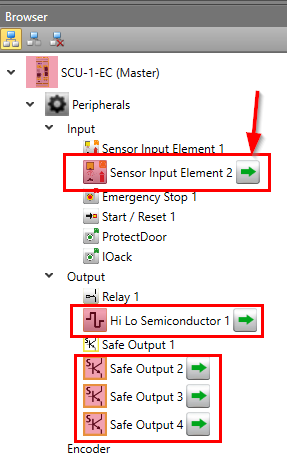 Browser
SCU-1-EC (Master)
Peripherals
Input
Sensor Input Element 1
Sensor Input Element 2
Emergency Stop 1
Start / Reset 1
ProtectDoor
IOack
Output
Relay 1
Hi Lo Semiconductor 1
Safe Output 1
Safe Output 2
Safe Output 3
Safe Output 4
Encoder